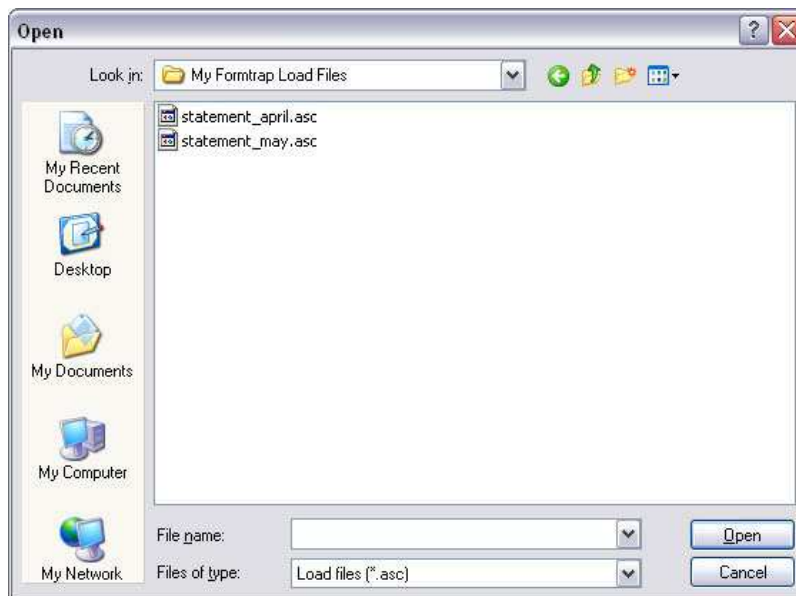 Open
Look in: My Formtrap Load Files
statement_april.asc
statement_may.asc
My Recent
Documents
Desktop
My Documents
My Computer
My Network
File name:
Open
Files of type: Load files (*.asc)
Cancel